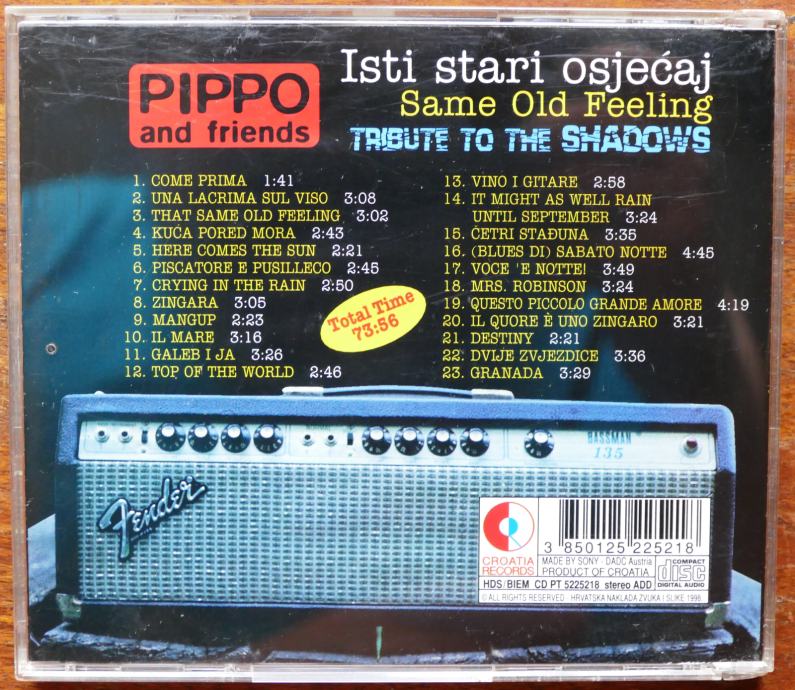 PIPPO
and friends
Isti stari osjećaj
Same Old Feeling
TRIBUTE TO THE SHADOWS
1. COME PRIMA 1:41
2. UNA LACRIMA SUL VISO 3:08
3. THAT SAME OLD FEELING 3:02
4. KUĆA PORED MORA 2:43
5. HERE COMES THE SUN 2:21
6. PISCATORE E PUSILLECO 2:45
7. CRYING IN THE RAIN 2:50
8. ZINGARA 3:05
9. MANGUP 2:23
10. IL MARE 3:16
11. GALEB I JA 3:26
12. TOP OF THE WORLD 2:46
Total Time
73:56
13. VINO I GITARE 2:58
14. IT MIGHT AS WELL RAIN
UNTIL SEPTEMBER 3:24
15. ČETRI STAĐUNA 3:35
16. (BLUES DI) SABATO NOTTE 4:45
17. VOCE 'E NOTTE! 3:49
18. MRS. ROBINSON 3:24
19. QUESTO PICCOLO GRANDE AMORE 4:19
20. IL QUORE È UNO ZINGARO 3:21
21. DESTINY 2:21
22. DVIJE ZVJEZDICE 3:36
23. GRANADA 3:29
NORMAL
BASSMAN
135
Fender
CROATIA
RECORDS
3 850125 225218
MADE BY SONY · DADC Austria
PRODUCT OF CROATIA
COMPACT
disc
DIGITAL AUDIO
HDS/BIEM CD PT 5225218 stereo ADD
© ALL RIGHTS RESERVED HRVATSKA NAKLADA ZVUKA I SLIKE 1998